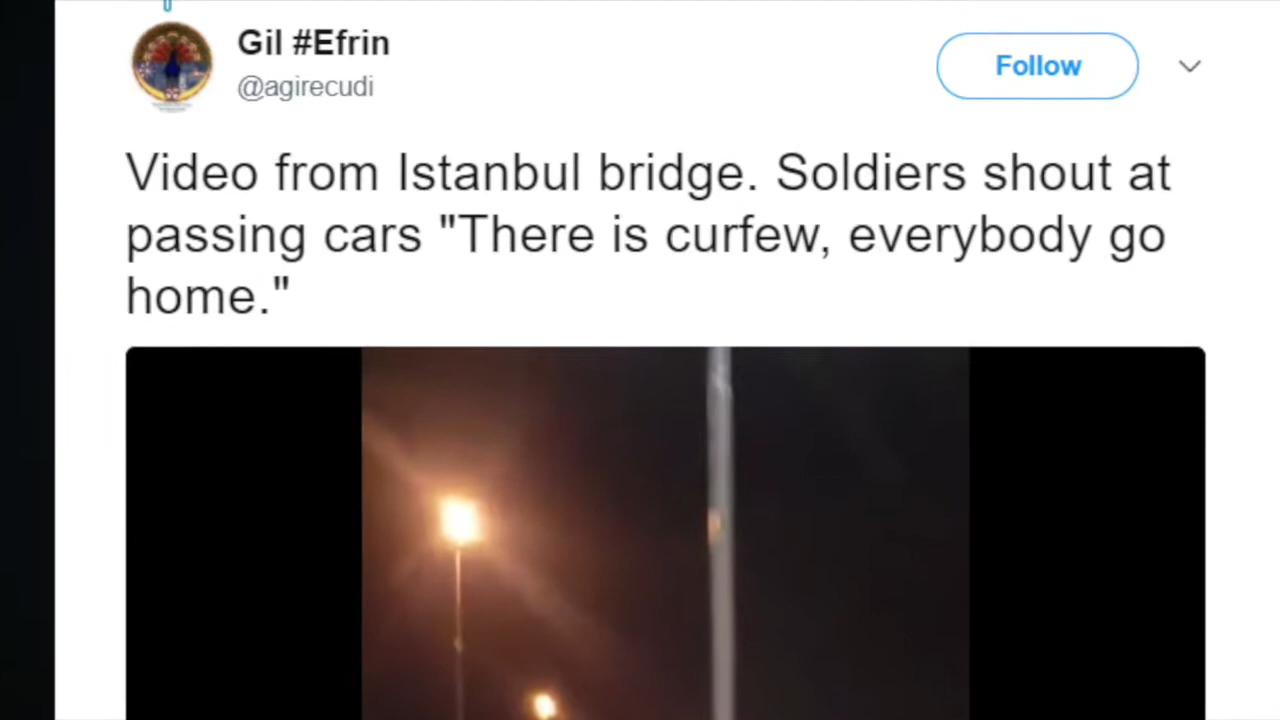 Gil #Efrin
@agirecudi
Follow
Video from Istanbul bridge. Soldiers shout at
passing cars "There is curfew, everybody go
home."